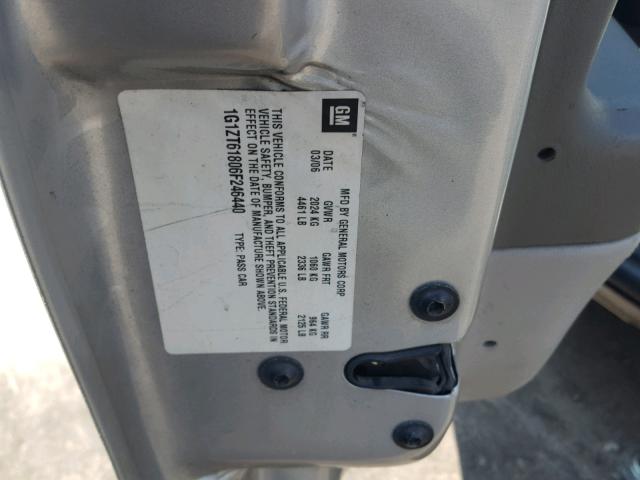 GM
MFD BY GENERAL MOTORS CORP
DATE GVWR GAWR FRT GAWR RR
03/06 2024 KG 1060 KG 964 KG
4461 LB 2336 LB 2125 LB
THIS VEHICLE CONFORMS TO ALL APPLICABLE U.S. FEDERAL MOTOR
VEHICLE SAFETY, BUMPER, AND THEFT PREVENTION STANDARDS IN
EFFECT ON THE DATE OF MANUFACTURE SHOWN ABOVE.
1G1ZT61806F246440 TYPE: PASS CAR